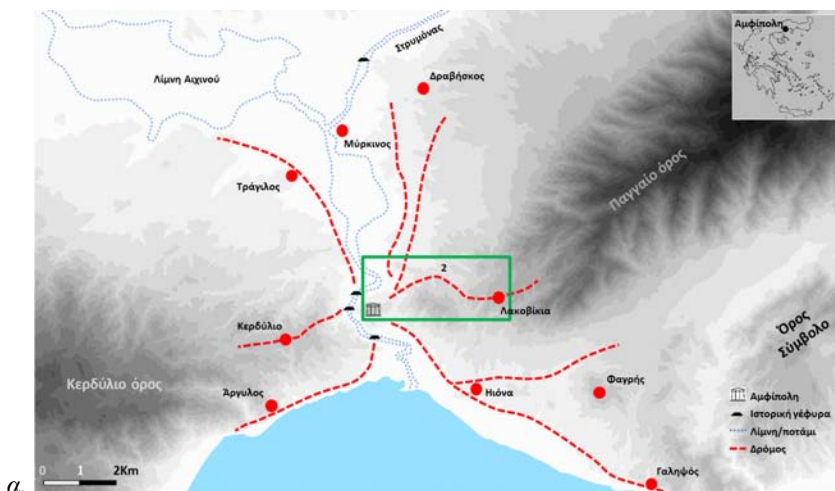 Αμφίπολη
Στρυμόνας
Λίμνη Αιχινού
Δραβήσκος
Μύρκινος
Τράγιλος
Παγγαίο όρος
2
Λακοβίκια
Κερδύλιο
Όρος
Σύμβολο
Κερδύλιο όρος
Άργυλος
Ηιόνα
Φαγρής
Αμφίπολη
Ιστορική γέφυρα
Λίμνη/ποτάμι
Δρόμος
0 1 2Km
Γαληψός
α.